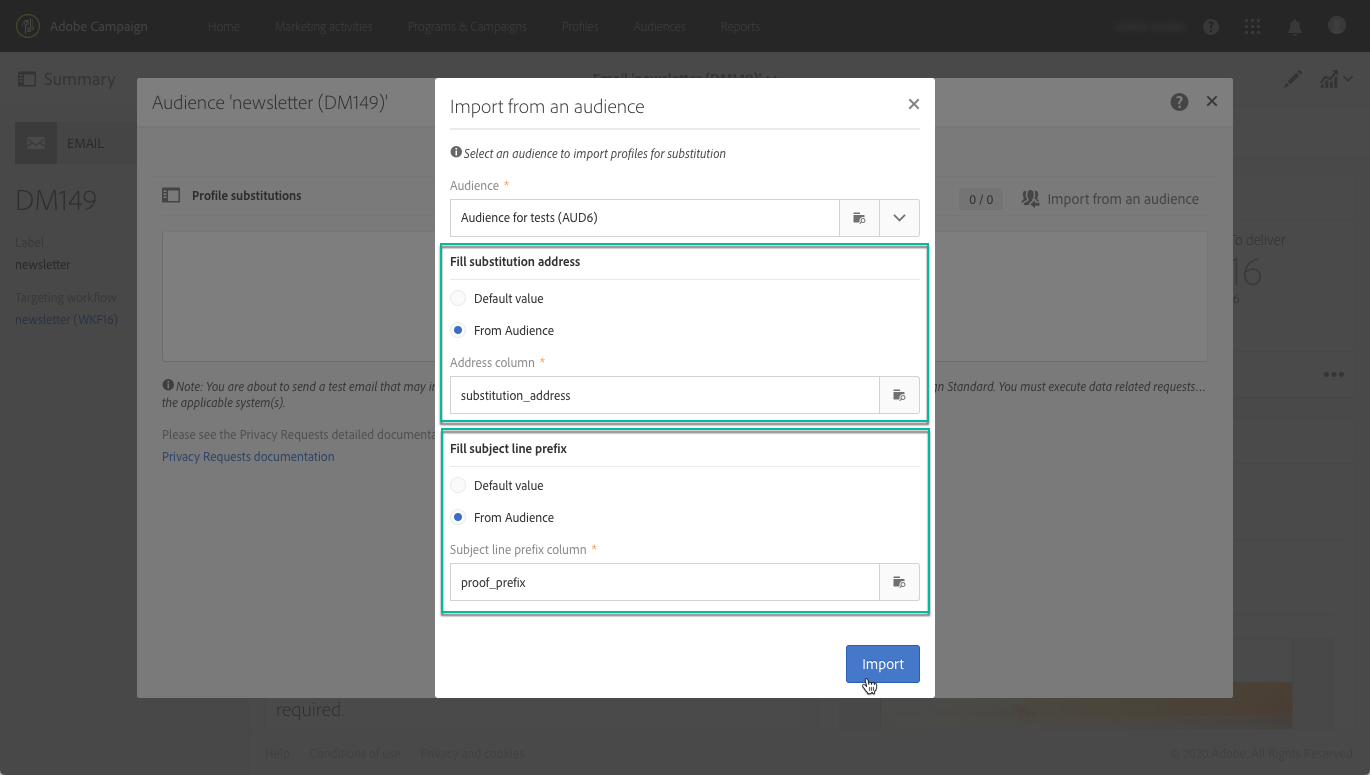 Adobe Campaign
Home Marketing activities Programs & Campaigns Profiles Audiences Reports
Summary
Audience 'newsletter (DM149)'
Import from an audience
EMAIL
Select an audience to import profiles for substitution
Audience *
DM149
Profile substitutions
0 / 0 Import from an audience
Audience for tests (AUD6)
Label
newsletter
To deliver
16
6
Fill substitution address
Default value
Targeting workflow
newsletter (WKF16)
From Audience
Address column *
substitution_address
Note: You are about to send a test email that may
Standard. You must execute data related requests...
the applicable system(s).
Please see the Privacy Requests detailed
Privacy Requests documentation
Fill subject line prefix
Default value
From Audience
Subject line prefix column *
proof_prefix
Import
required.
Help Conditions of use Privacy and cookies
© 2020 Adobe. All Rights Reserved